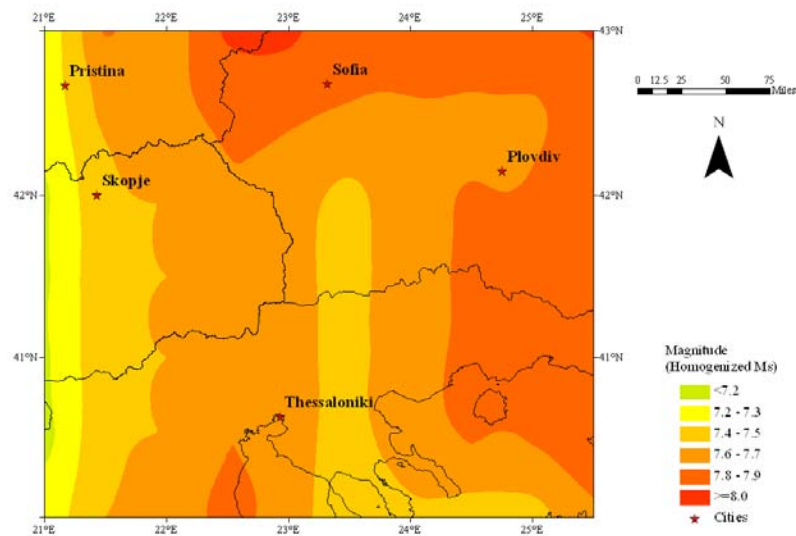 21°E 22°E 23°E 24°E 25°E
43°N 43°N
Pristina
Sofia
0 12.5 25 50 75
Miles
N
Plovdiv
42°N 42°N
Skopje
41°N 41°N
Thessaloniki
Magnitude
(Homogenized Ms)
<7.2
7.2 - 7.3
7.4 - 7.5
7.6 - 7.7
7.8 - 7.9
>=8.0
Cities
21°E 22°E 23°E 24°E 25°E